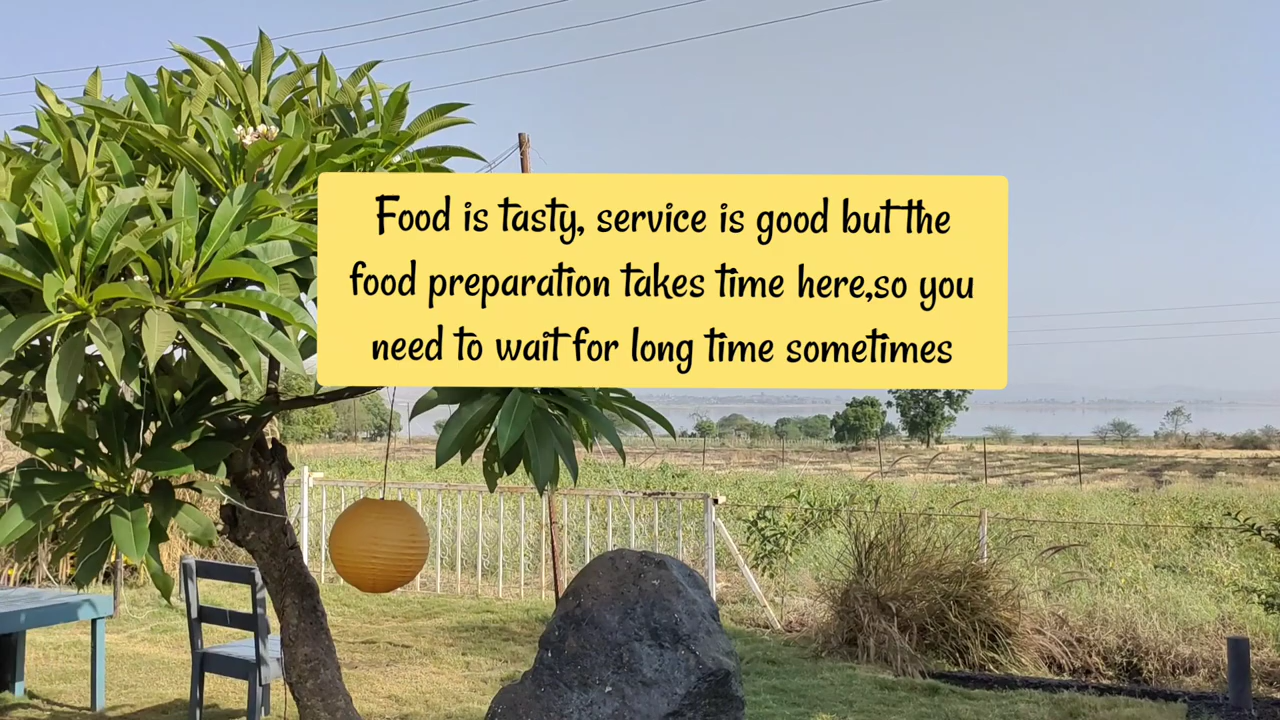 Food is tasty, service is good but the
food preparation takes time here,so you
need to wait for long time sometimes